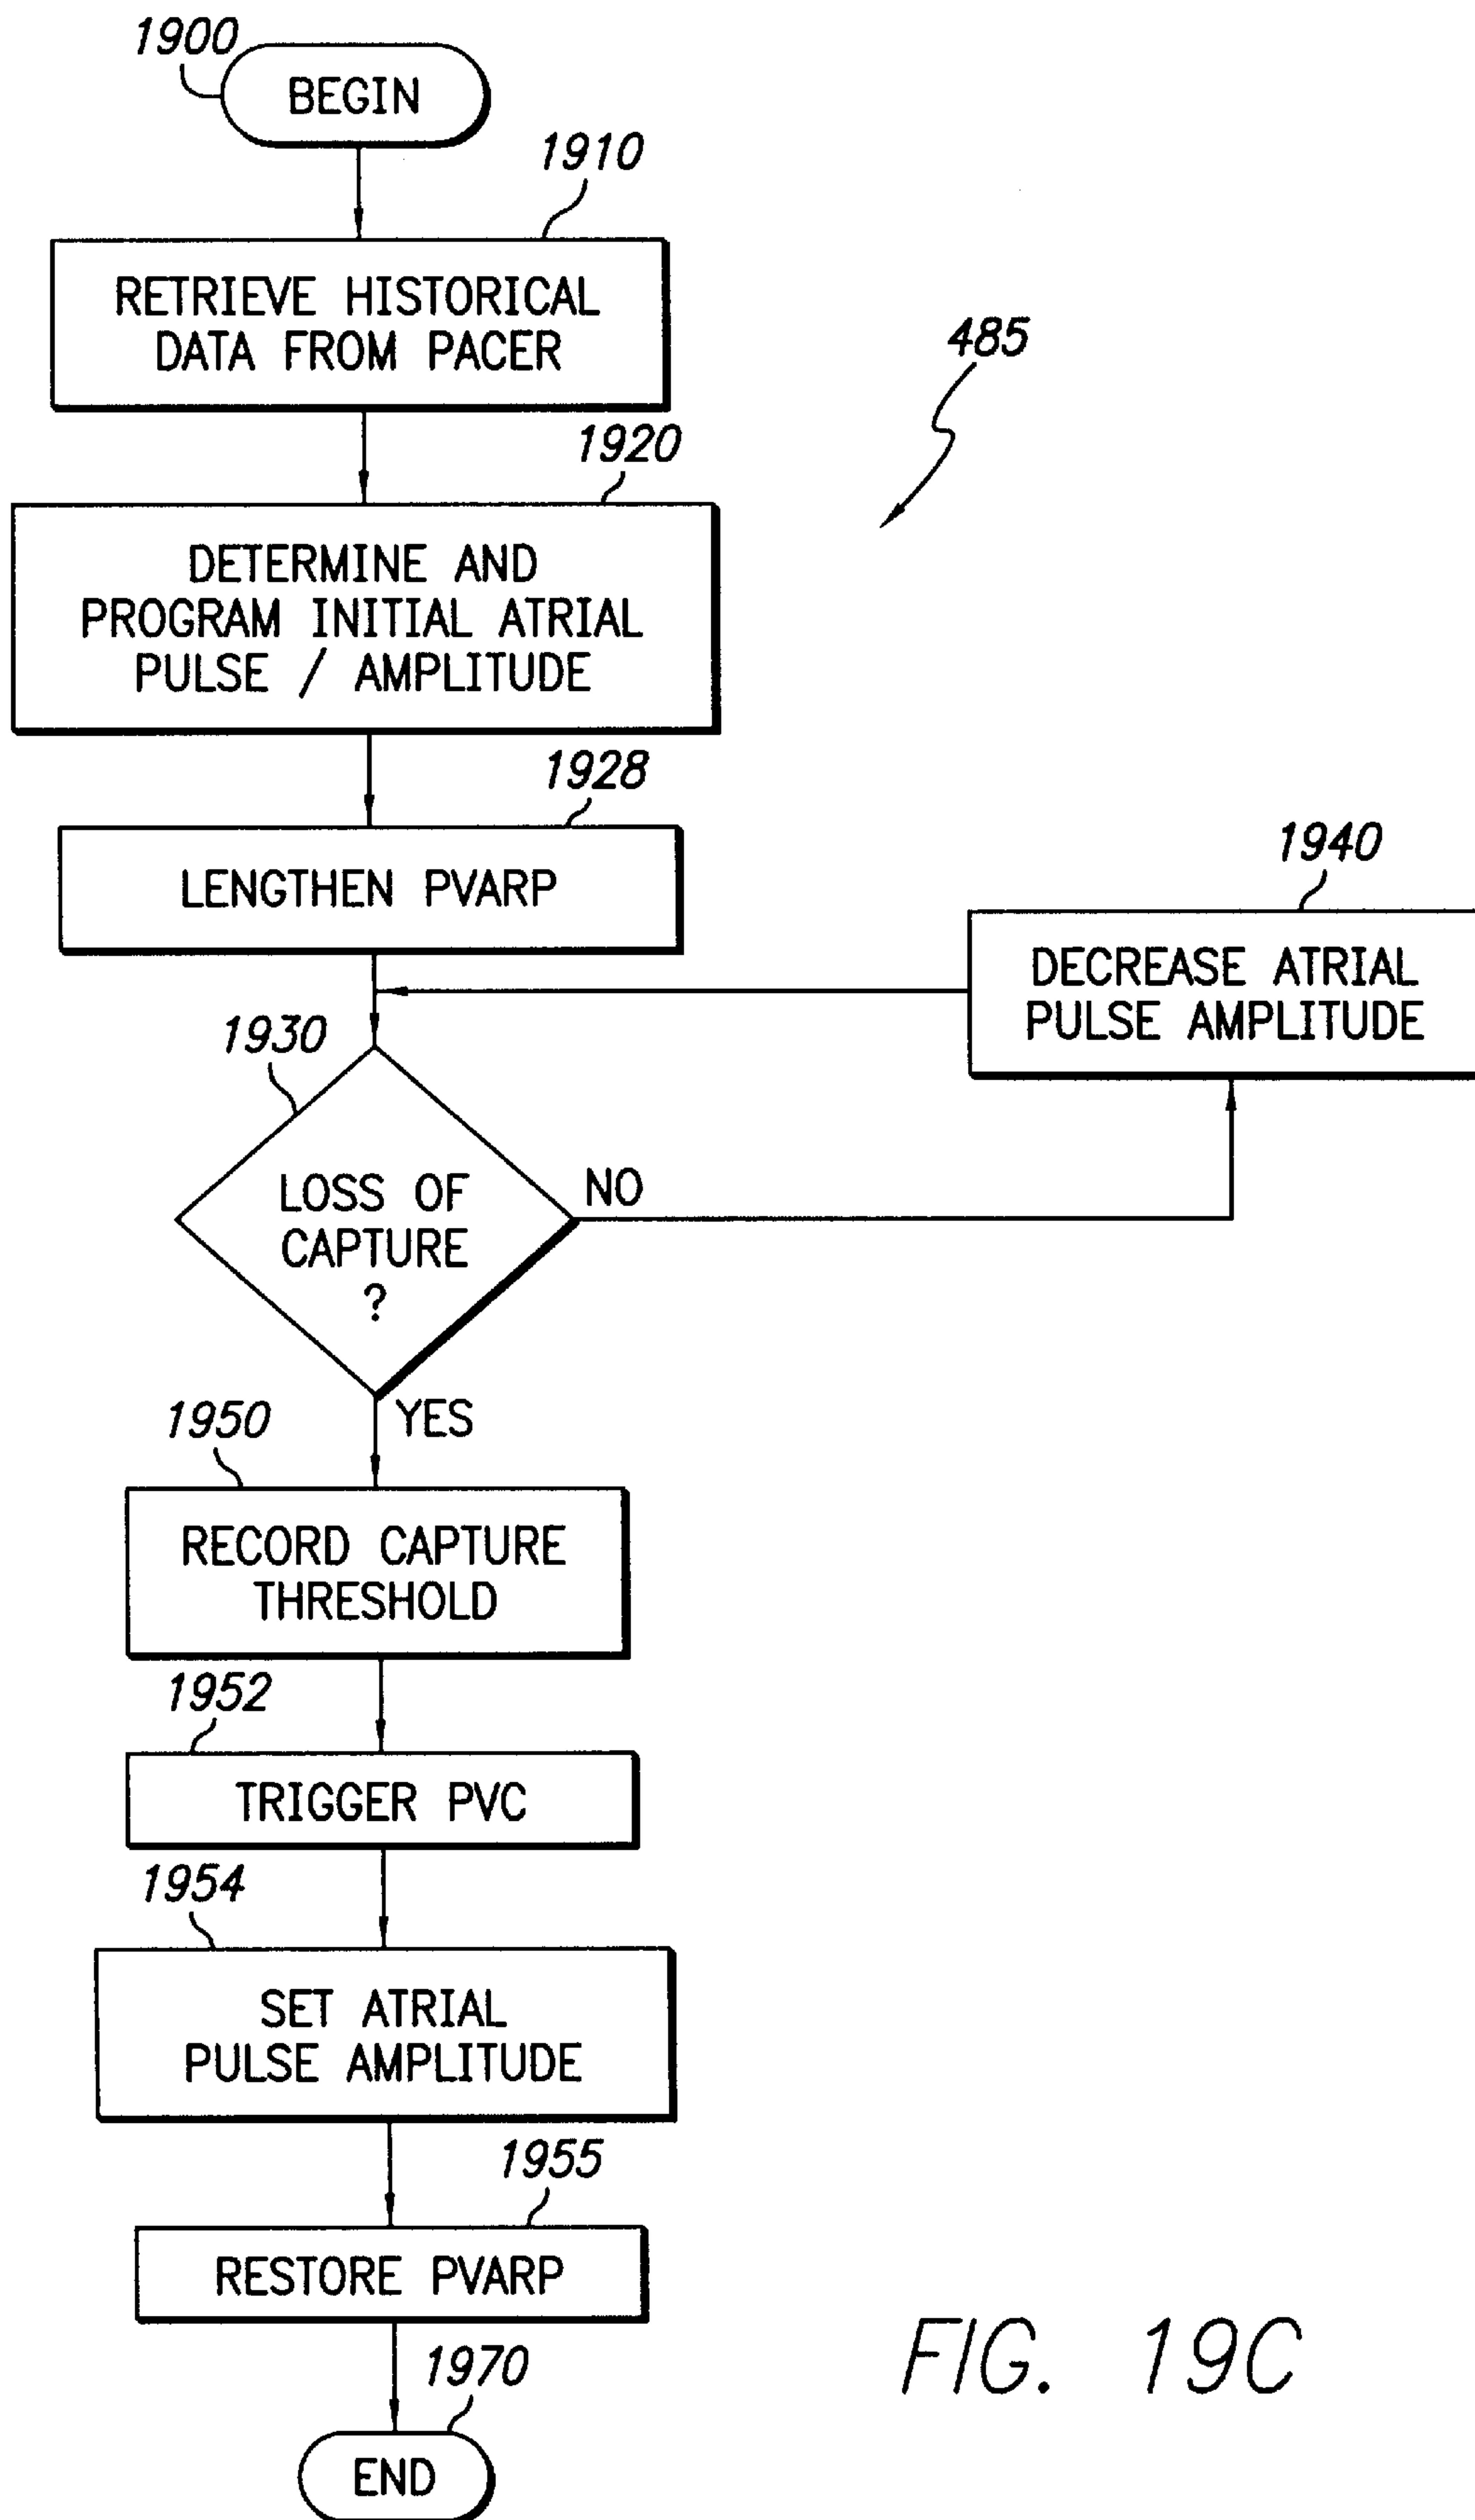 1900
BEGIN
1910
RETRIEVE HISTORICAL
DATA FROM PACER
485
1920
DETERMINE AND
PROGRAM INITIAL ATRIAL
PULSE / AMPLITUDE
1928
LENGTHEN PVARP
1940
DECREASE ATRIAL
PULSE AMPLITUDE
1930
LOSS OF
CAPTURE
?
NO
YES
1950
RECORD CAPTURE
THRESHOLD
1952
TRIGGER PVC
1954
SET ATRIAL
PULSE AMPLITUDE
1955
RESTORE PVARP
1970
END
FIG. 19C